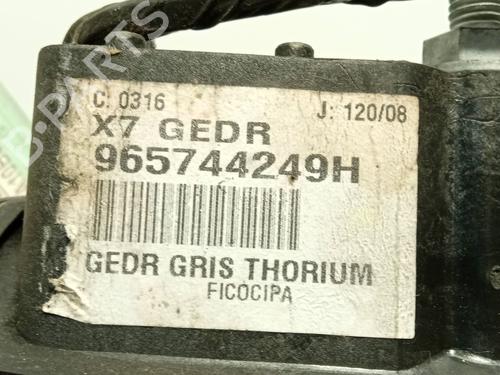 C: 0316 J: 120/08
X7 GEDR
965744249H
GEDR GRIS THORIUM
FICOCIPA